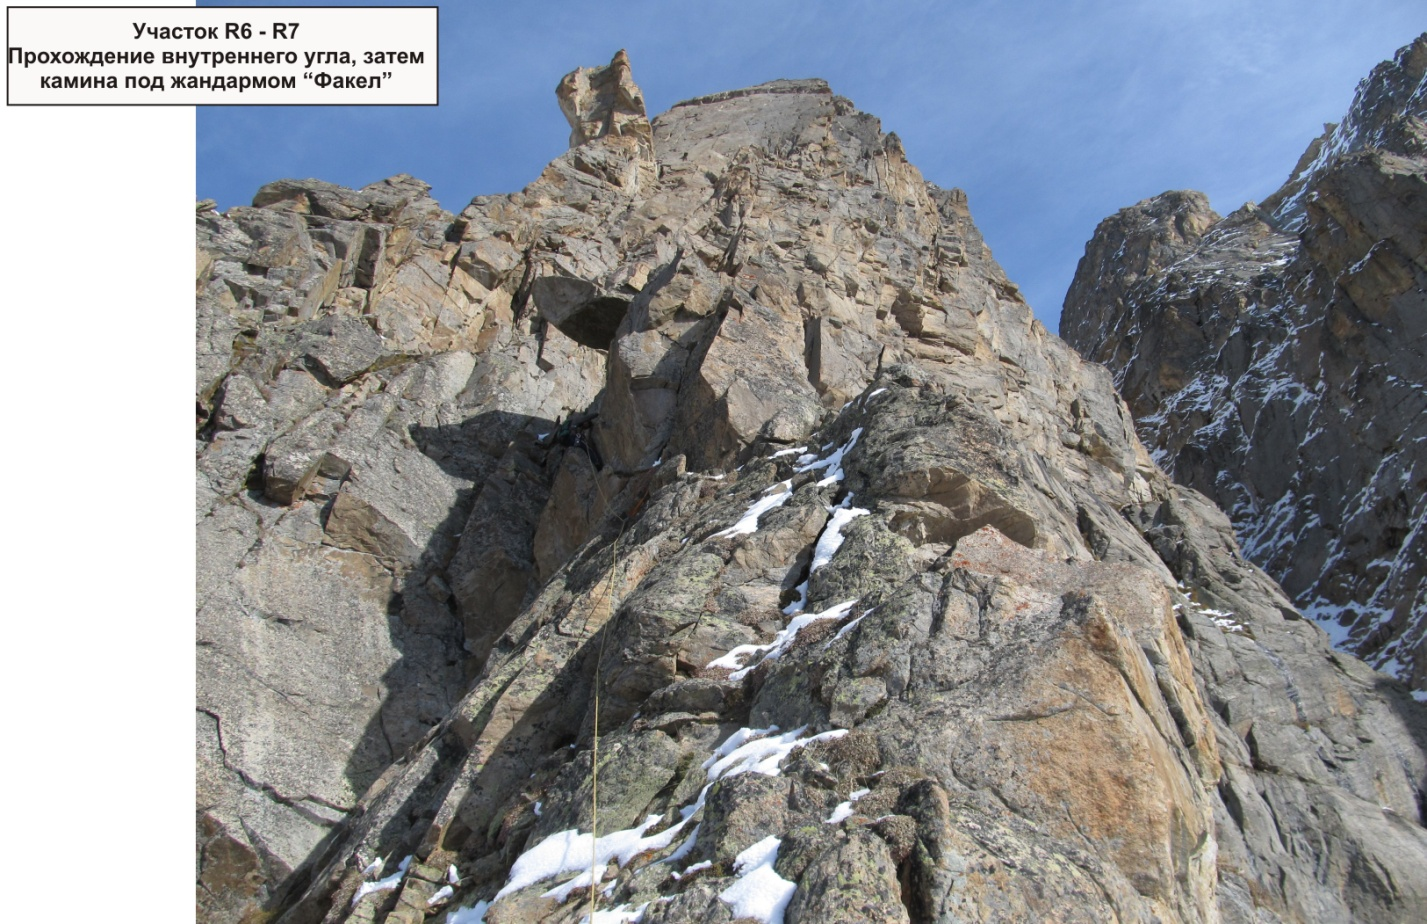 Участок R6 - R7
Прохождение внутреннего угла, затем
камина под жандармом “Факел”